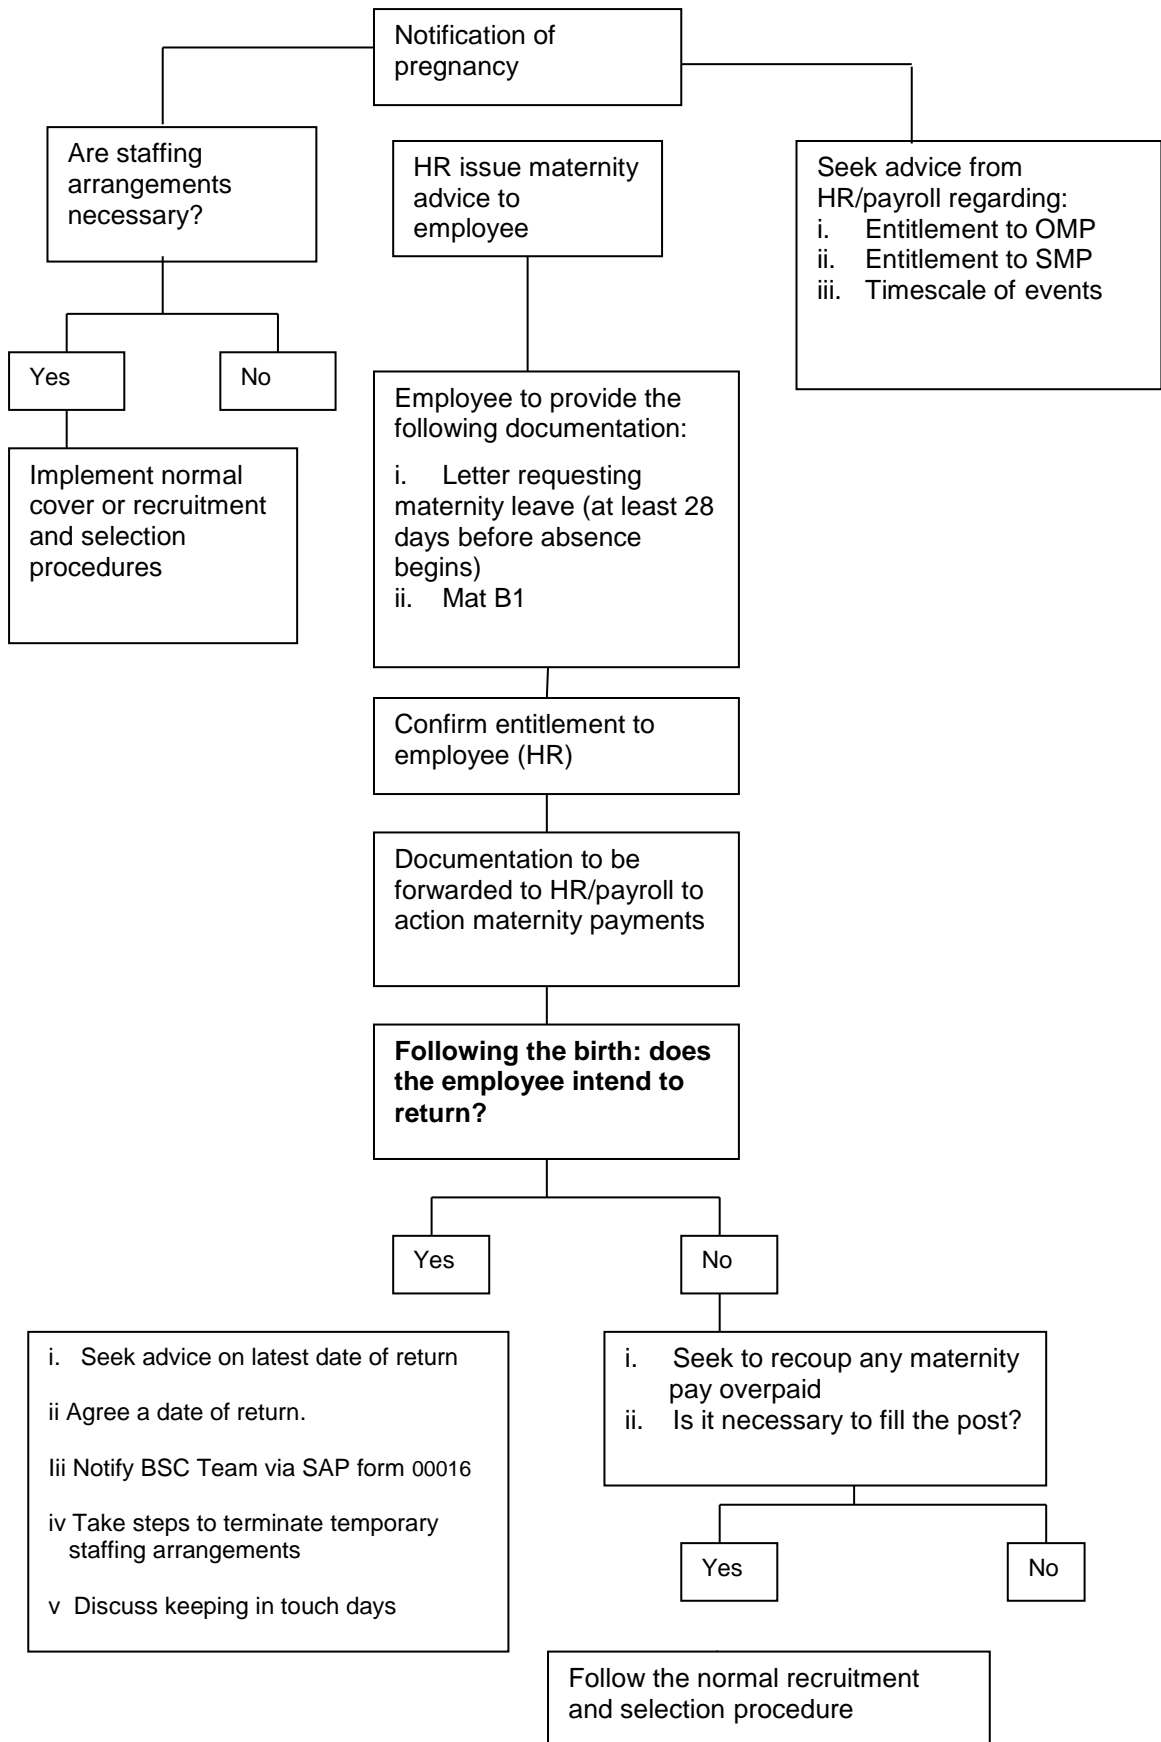 Notification of
pregnancy
Are staffing
arrangements
necessary?
HR issue maternity
advice to
employee
Seek advice from
HR/payroll regarding:
i. Entitlement to OMP
ii. Entitlement to SMP
iii. Timescale of events
Yes
No
Implement normal
cover or recruitment
and selection
procedures
Employee to provide the
following documentation:
i. Letter requesting
maternity leave (at least 28
days before absence
begins)
ii. Mat B1
Confirm entitlement to
employee (HR)
Documentation to be
forwarded to HR/payroll to
action maternity payments
Following the birth: does
the employee intend to
return?
Yes
No
i. Seek advice on latest date of return
ii Agree a date of return.
Iii Notify BSC Team via SAP form 00016
iv Take steps to terminate temporary
staffing arrangements
v Discuss keeping in touch days
i. Seek to recoup any maternity
pay overpaid
ii. Is it necessary to fill the post?
Yes
No
Follow the normal recruitment
and selection procedure